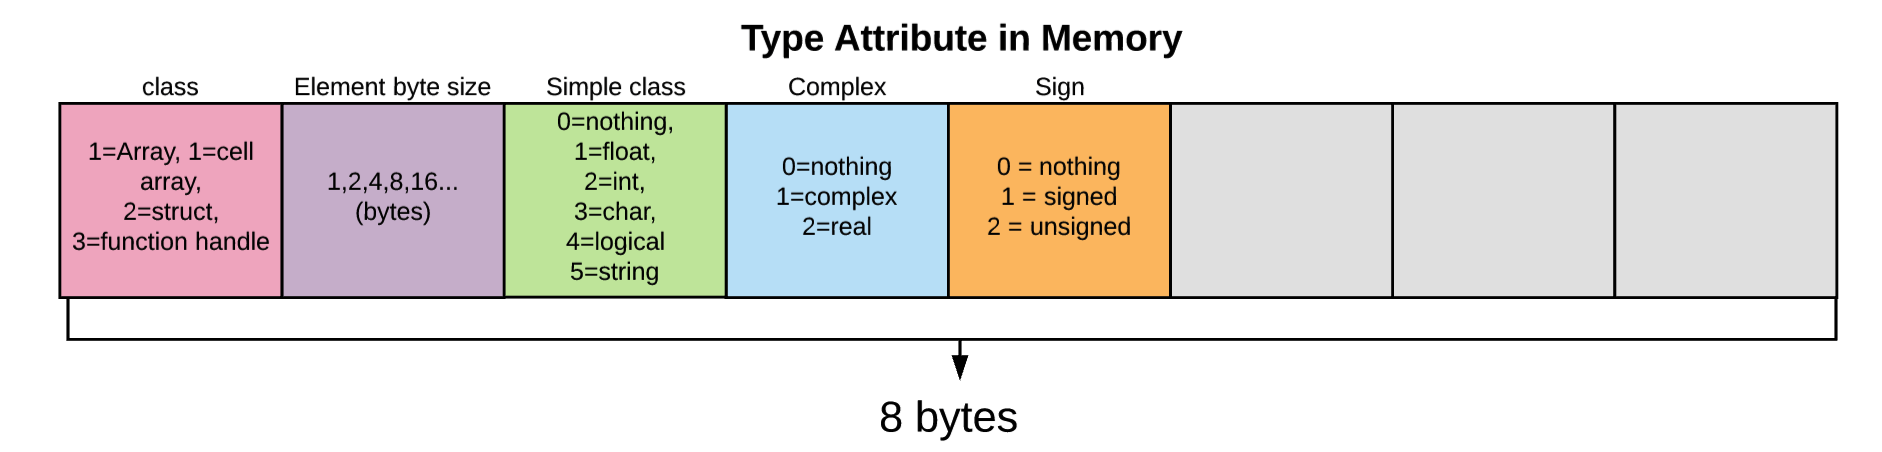 Type Attribute in Memory
class
Element byte size
Simple class
Complex
Sign
1=Array, 1=cell
array,
2=struct,
3=function handle
1,2,4,8,16...
(bytes)
0=nothing,
1=float,
2=int,
3=char,
4=logical
5=string
0=nothing
1=complex
2=real
0 = nothing
1 = signed
2 = unsigned
8 bytes